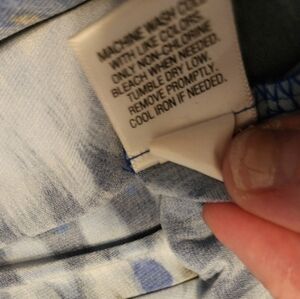 MACHINE WASH COLD
WITH LIKE COLORS.
ONLY NON-CHLORINE
BLEACH WHEN NEEDED.
TUMBLE DRY LOW.
REMOVE PROMPTLY.
COOL IRON IF NEEDED.